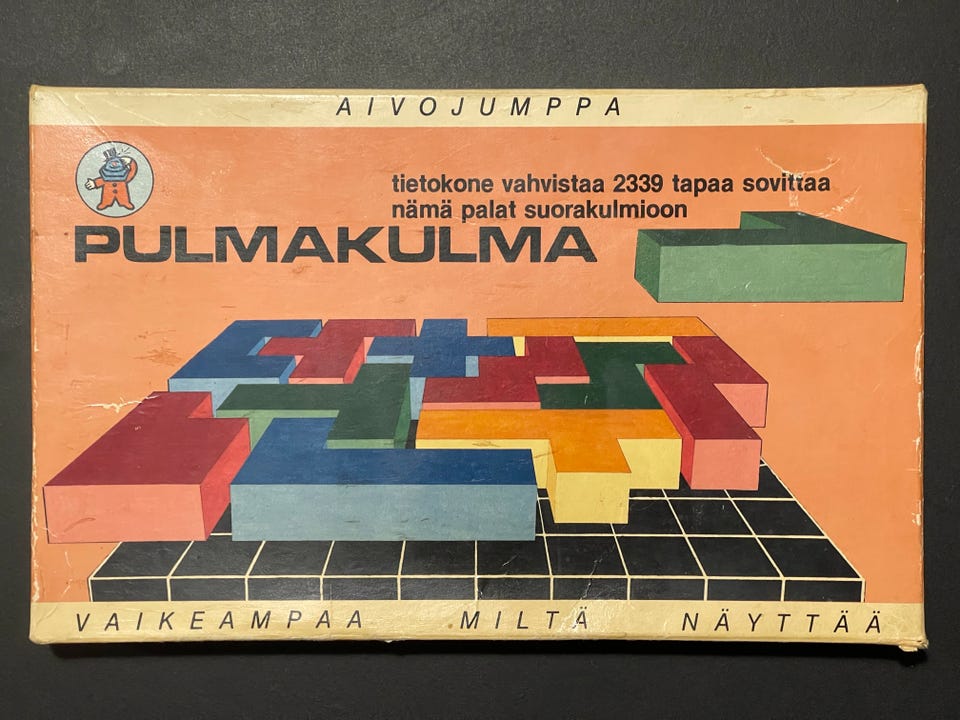 AIVOJUMPPA
tietokone vahvistaa 2339 tapaa sovittaa
nämä palat suorakulmioon
PULMAKULMA
VAIKEAMPAA MILTÄ NÄYTTÄÄ